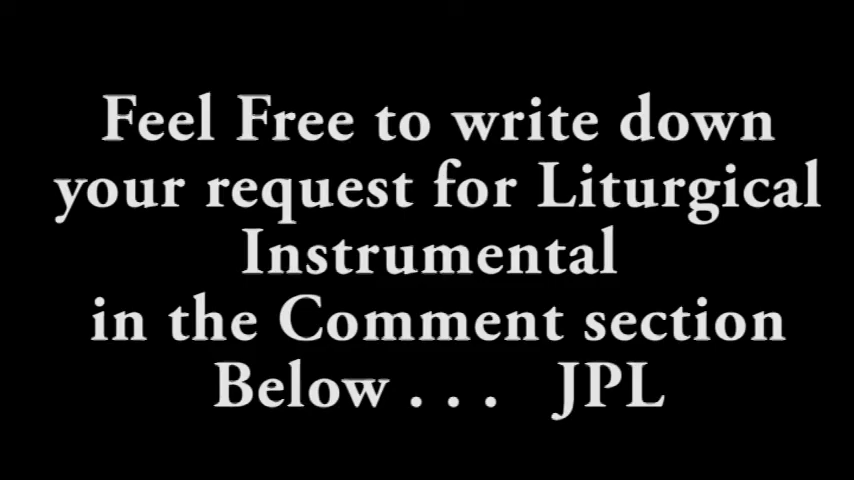 Feel Free to write down
your request for Liturgical
Instrumental
in the Comment section
Below . . . JPL